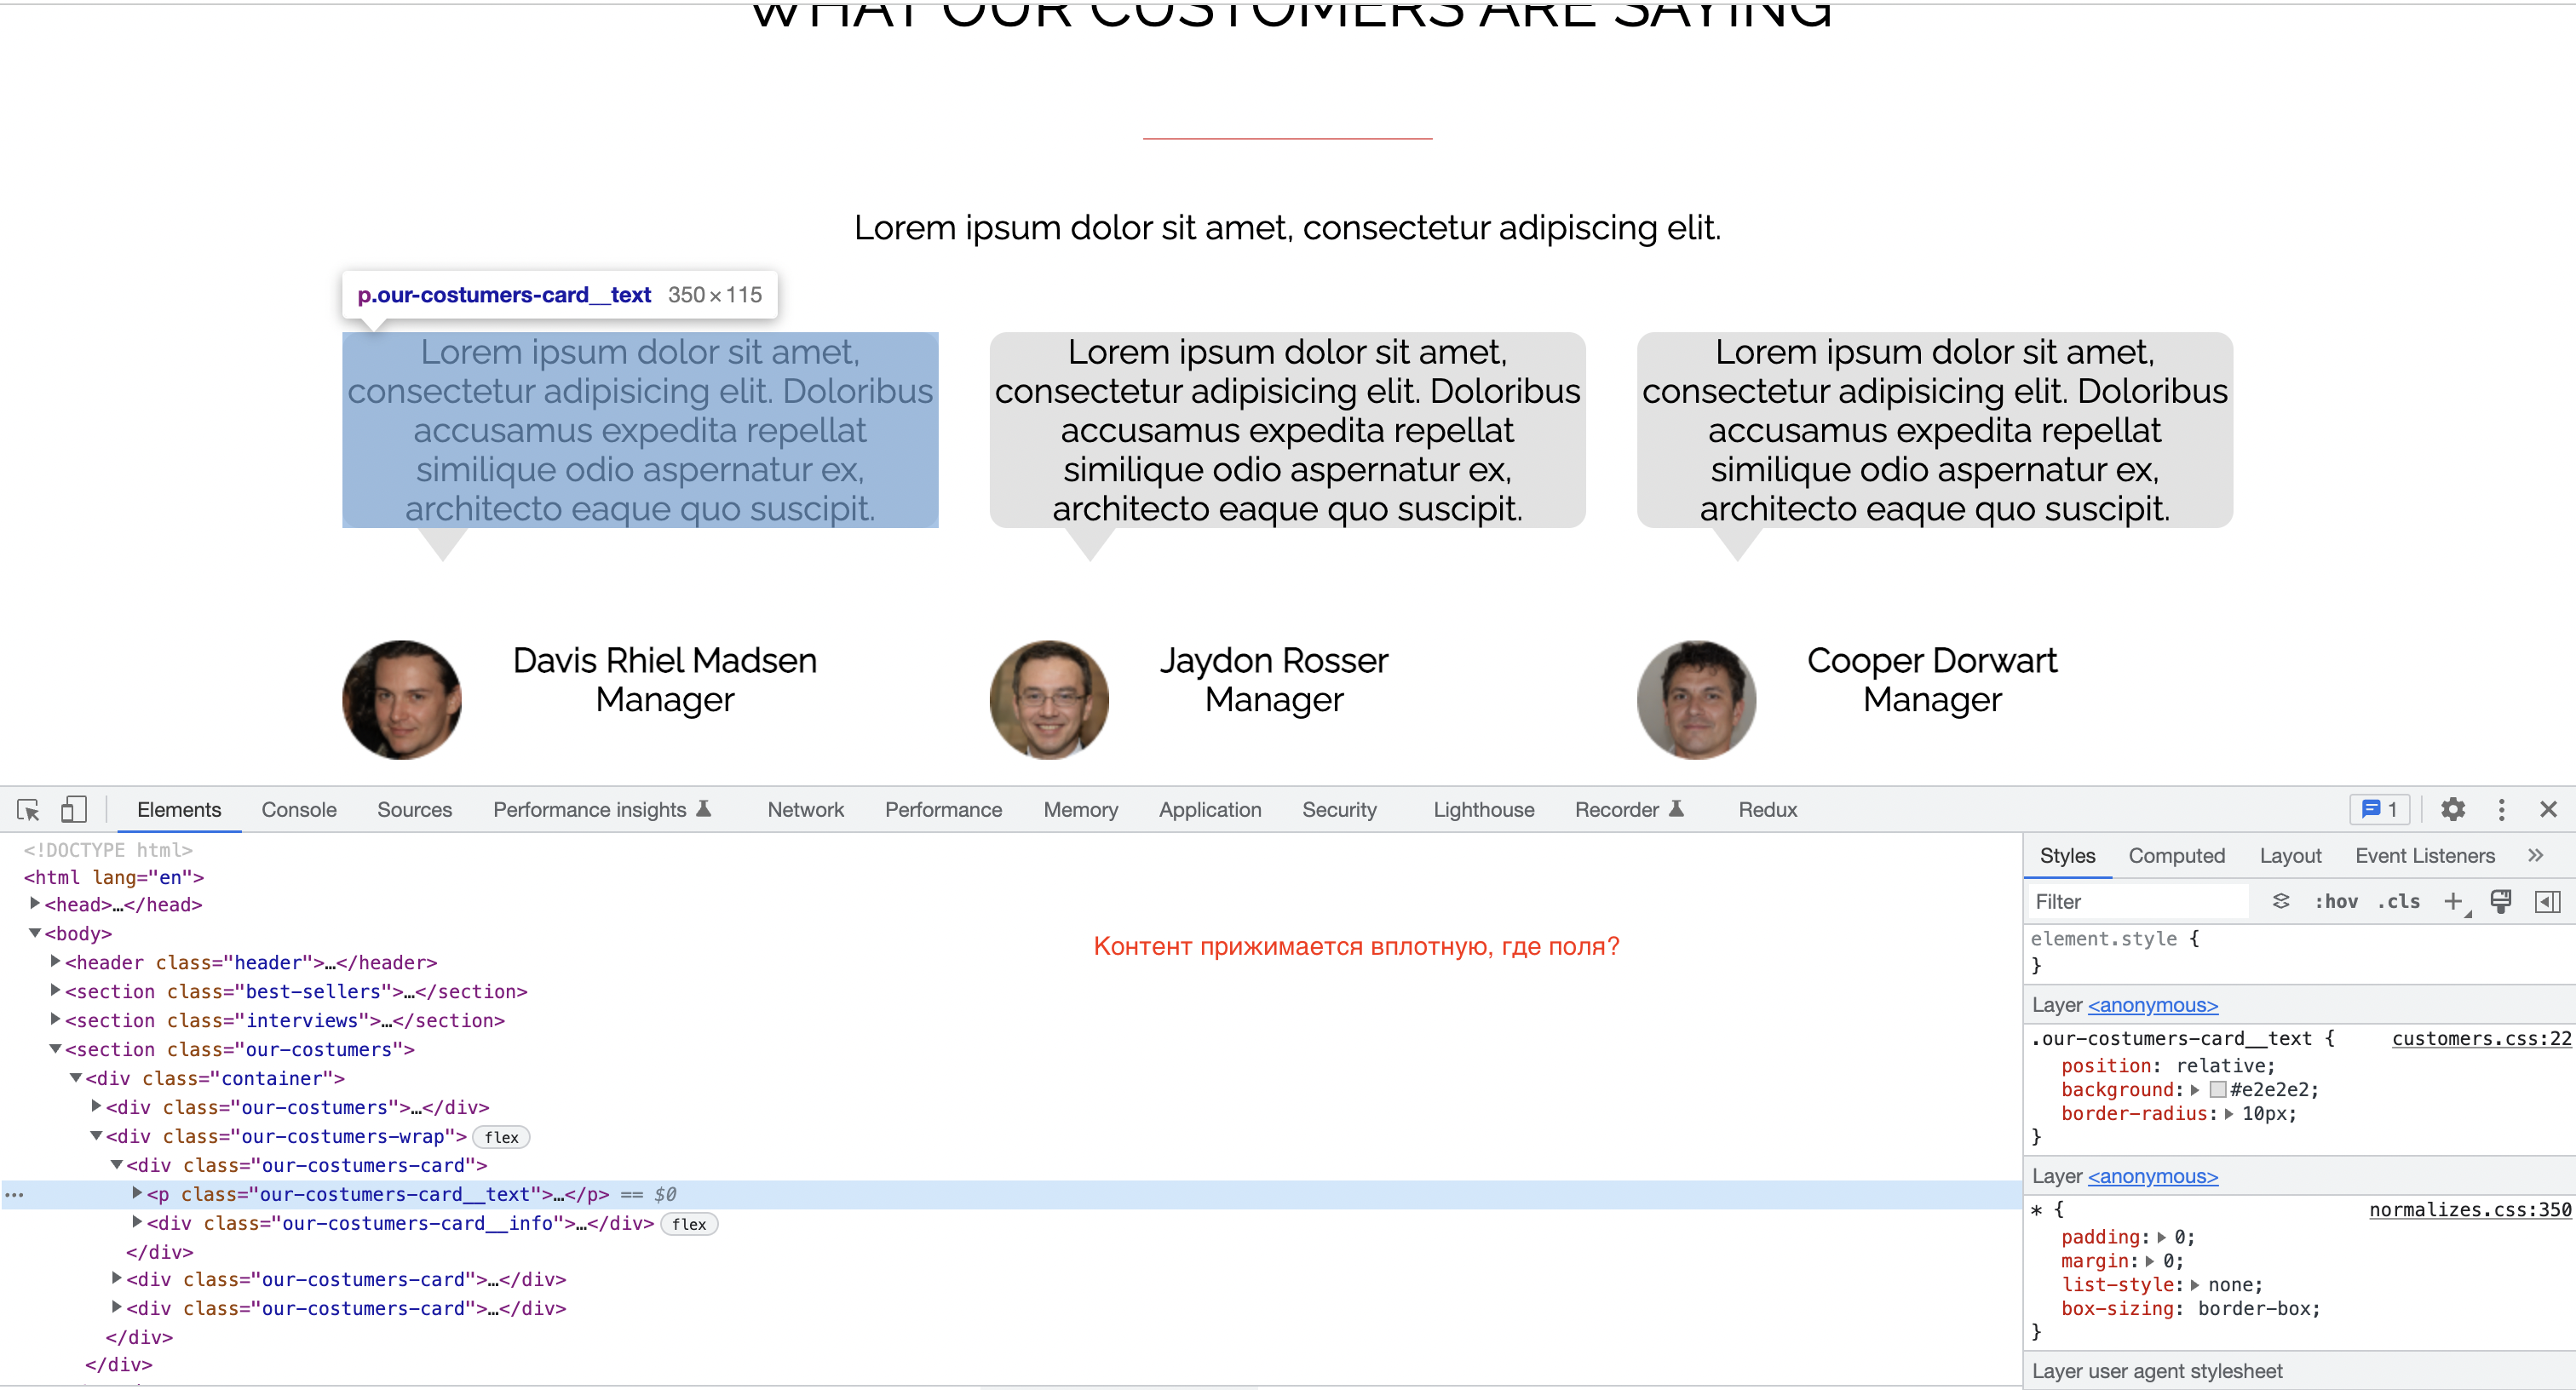 WHAT OUR CUSTOMERS ARE SAYING
Lorem ipsum dolor sit amet, consectetur adipiscing elit.
p.our-costumers-card__text 350×115
Lorem ipsum dolor sit amet,
consectetur adipisicing elit. Doloribus
accusamus expedita repellat
similique odio aspernatur ex,
architecto eaque quo suscipit.
Lorem ipsum dolor sit amet,
consectetur adipisicing elit. Doloribus
accusamus expedita repellat
similique odio aspernatur ex,
architecto eaque quo suscipit.
Lorem ipsum dolor sit amet,
consectetur adipisicing elit. Doloribus
accusamus expedita repellat
similique odio aspernatur ex,
architecto eaque quo suscipit.
Davis Rhiel Madsen
Manager
Jaydon Rosser
Manager
Cooper Dorwart
Manager
Elements Console Sources Performance insights Network Performance Memory Application Security Lighthouse Recorder Redux 1
<!DOCTYPE html>
<html lang="en">
<head>…</head>
<body>
<header class="header">…</header>
<section class="best-sellers">…</section>
<section class="interviews">…</section>
<section class="our-costumers">
<div class="container">
<div class="our-costumers">…</div>
<div class="our-costumers-wrap"> flex
<div class="our-costumers-card">
… <p class="our-costumers-card__text">…</p> == $0
<div class="our-costumers-card__info">…</div> flex
</div>
<div class="our-costumers-card">…</div>
<div class="our-costumers-card">…</div>
</div>
</div>
Контент прижимается вплотную, где поля?
Styles Computed Layout Event Listeners »
Filter :hov .cls +
element.style {
}
Layer <anonymous>
.our-costumers-card__text { customers.css:22
position: relative;
background: #e2e2e2;
border-radius: 10px;
}
Layer <anonymous>
* { normalizes.css:350
padding: 0;
margin: 0;
list-style: none;
box-sizing: border-box;
}
Layer user agent stylesheet